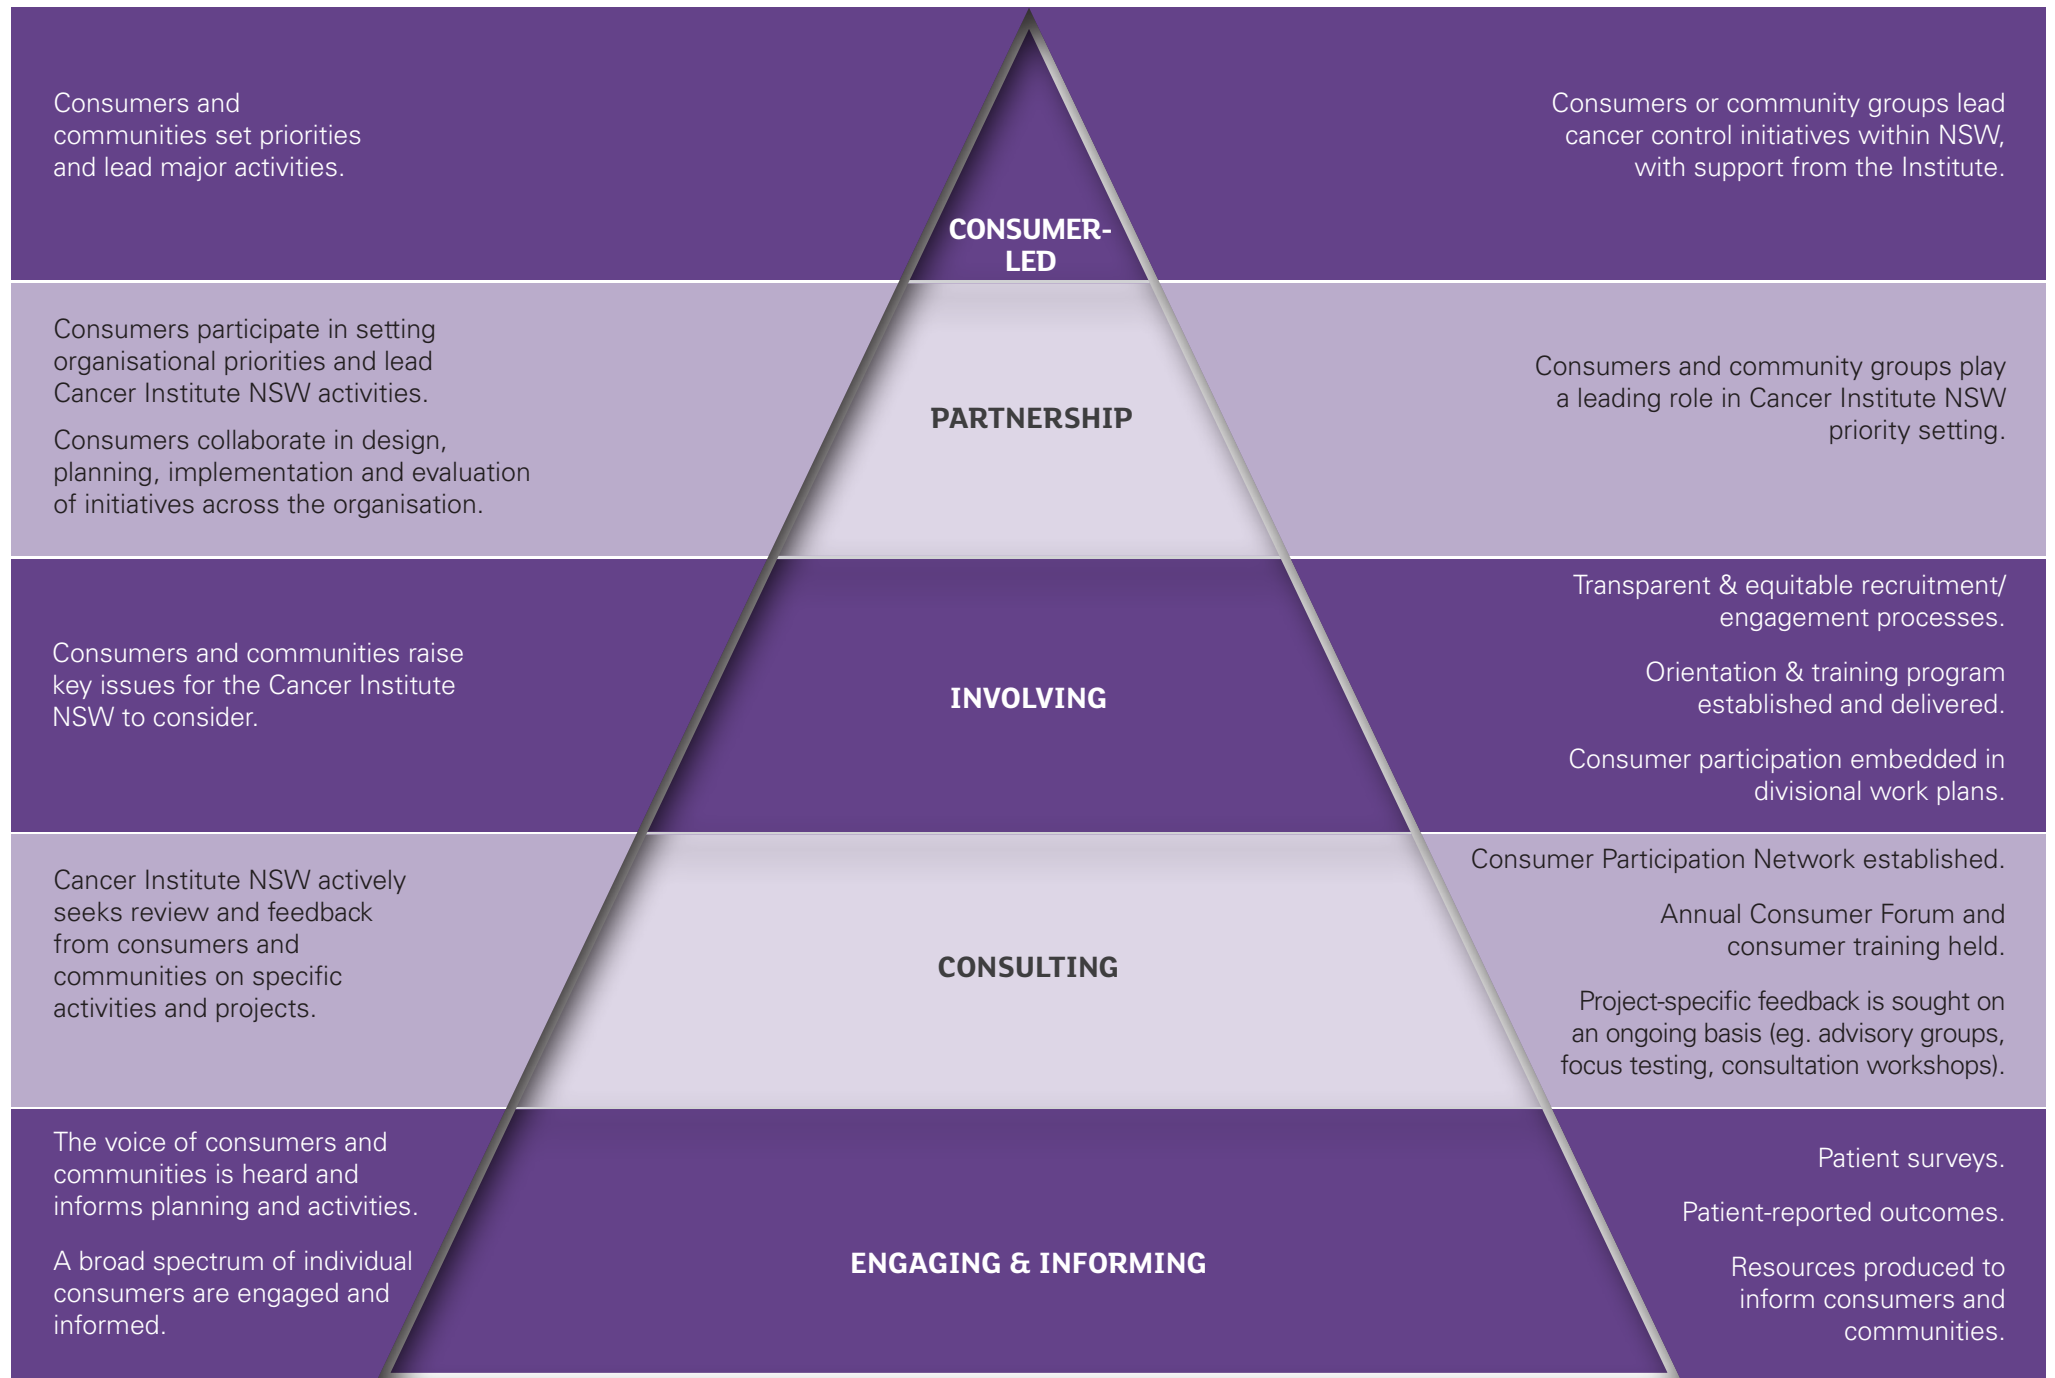 Consumers and
communities set priorities
and lead major activities.
CONSUMER-
LED
Consumers or community groups lead
cancer control initiatives within NSW,
with support from the Institute.
Consumers participate in setting
organisational priorities and lead
Cancer Institute NSW activities.
Consumers collaborate in design,
planning, implementation and evaluation
of initiatives across the organisation.
PARTNERSHIP
Consumers and community groups play
a leading role in Cancer Institute NSW
priority setting.
Consumers and communities raise
key issues for the Cancer Institute
NSW to consider.
INVOLVING
Transparent & equitable recruitment/
engagement processes.
Orientation & training program
established and delivered.
Consumer participation embedded in
divisional work plans.
Cancer Institute NSW actively
seeks review and feedback
from consumers and
communities on specific
activities and projects.
CONSULTING
Consumer Participation Network established.
Annual Consumer Forum and
consumer training held.
Project-specific feedback is sought on
an ongoing basis (eg. advisory groups,
focus testing, consultation workshops).
The voice of consumers and
communities is heard and
informs planning and activities.
A broad spectrum of individual
consumers are engaged and
informed.
ENGAGING & INFORMING
Patient surveys.
Patient-reported outcomes.
Resources produced to
inform consumers and
communities.